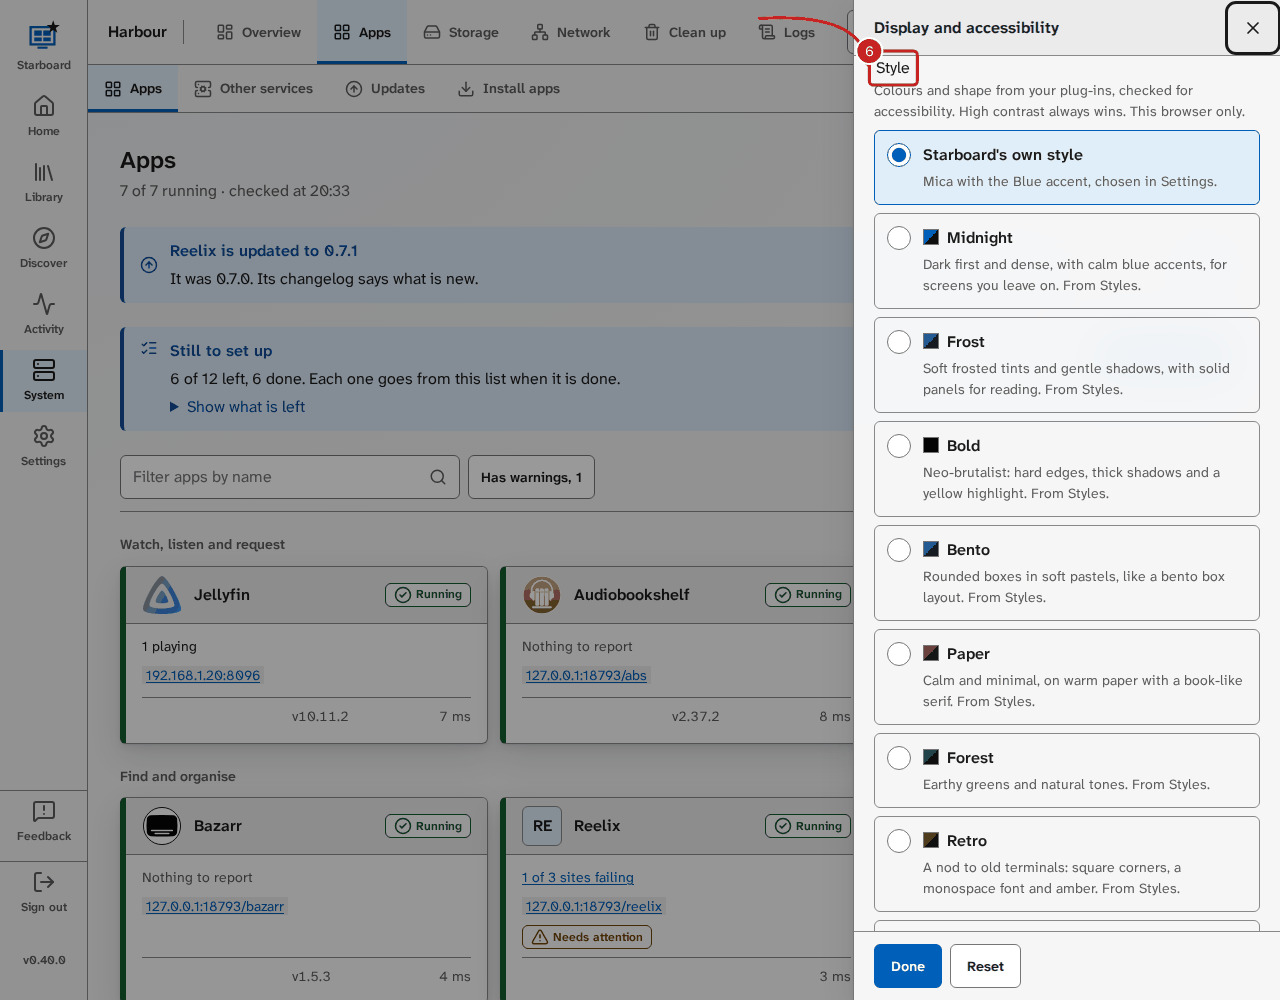 Starboard
Home
Library
Discover
Activity
System
Settings
Feedback
Sign out
v0.40.0
Harbour
Overview
Apps
Storage
Network
Clean up
Logs
Apps
Other services
Updates
Install apps
Apps
7 of 7 running · checked at 20:33
Reelix is updated to 0.7.1
It was 0.7.0. Its changelog says what is new.
Still to set up
6 of 12 left, 6 done. Each one goes from this list when it is done.
Show what is left
Filter apps by name
Has warnings, 1
Watch, listen and request
Jellyfin
Running
1 playing
192.168.1.20:8096
v10.11.2
7 ms
Audiobookshelf
Running
Nothing to report
127.0.0.1:18793/abs
v2.37.2
8 ms
Find and organise
Bazarr
Running
Nothing to report
127.0.0.1:18793/bazarr
v1.5.3
4 ms
RE
Reelix
Running
1 of 3 sites failing
127.0.0.1:18793/reelix
Needs attention
3 ms
Display and accessibility
6
Style
Colours and shape from your plug-ins, checked for
accessibility. High contrast always wins. This browser only.
Starboard's own style
Mica with the Blue accent, chosen in Settings.
Midnight
Dark first and dense, with calm blue accents, for
screens you leave on. From Styles.
Frost
Soft frosted tints and gentle shadows, with solid
panels for reading. From Styles.
Bold
Neo-brutalist: hard edges, thick shadows and a
yellow highlight. From Styles.
Bento
Rounded boxes in soft pastels, like a bento box
layout. From Styles.
Paper
Calm and minimal, on warm paper with a book-like
serif. From Styles.
Forest
Earthy greens and natural tones. From Styles.
Retro
A nod to old terminals: square corners, a
monospace font and amber. From Styles.
Done
Reset